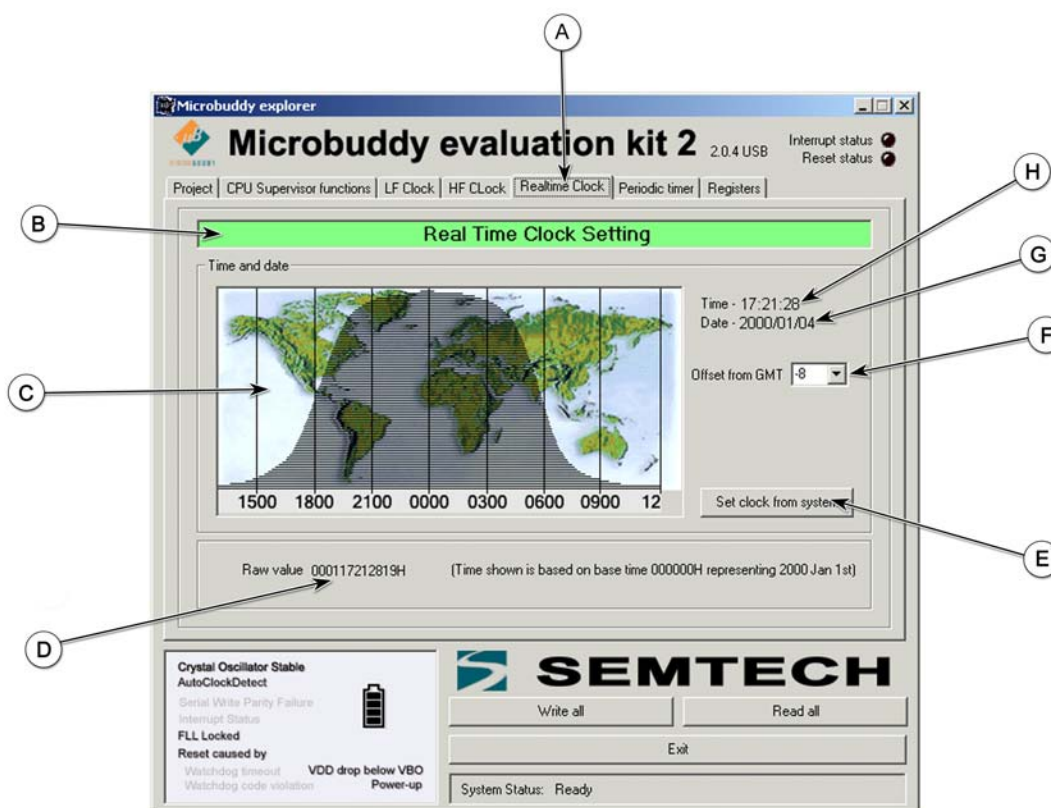 A
Microbuddy explorer
Microbuddy evaluation kit 2 2.0.4 USB
Interrupt status
Reset status
H
Project CPU Supervisor functions LF Clock HF CLock Realtime Clock Periodic timer Registers
B
Real Time Clock Setting
G
Time and date
Time - 17:21:28
Date - 2000/01/04
F
Offset from GMT -8
C
1500 1800 2100 0000 0300 0600 0900 12
Set clock from system
E
Raw value 000117212819H (Time shown is based on base time 000000H representing 2000 Jan 1st)
D
Crystal Oscillator Stable
AutoClockDetect
Serial Write Parity Failure
Interrupt Status
FLL Locked
Reset caused by
Watchdog timeout VDD drop below VBO
Watchdog code violation Power-up
SEMTECH
Write all Read all
Exit
System Status: Ready